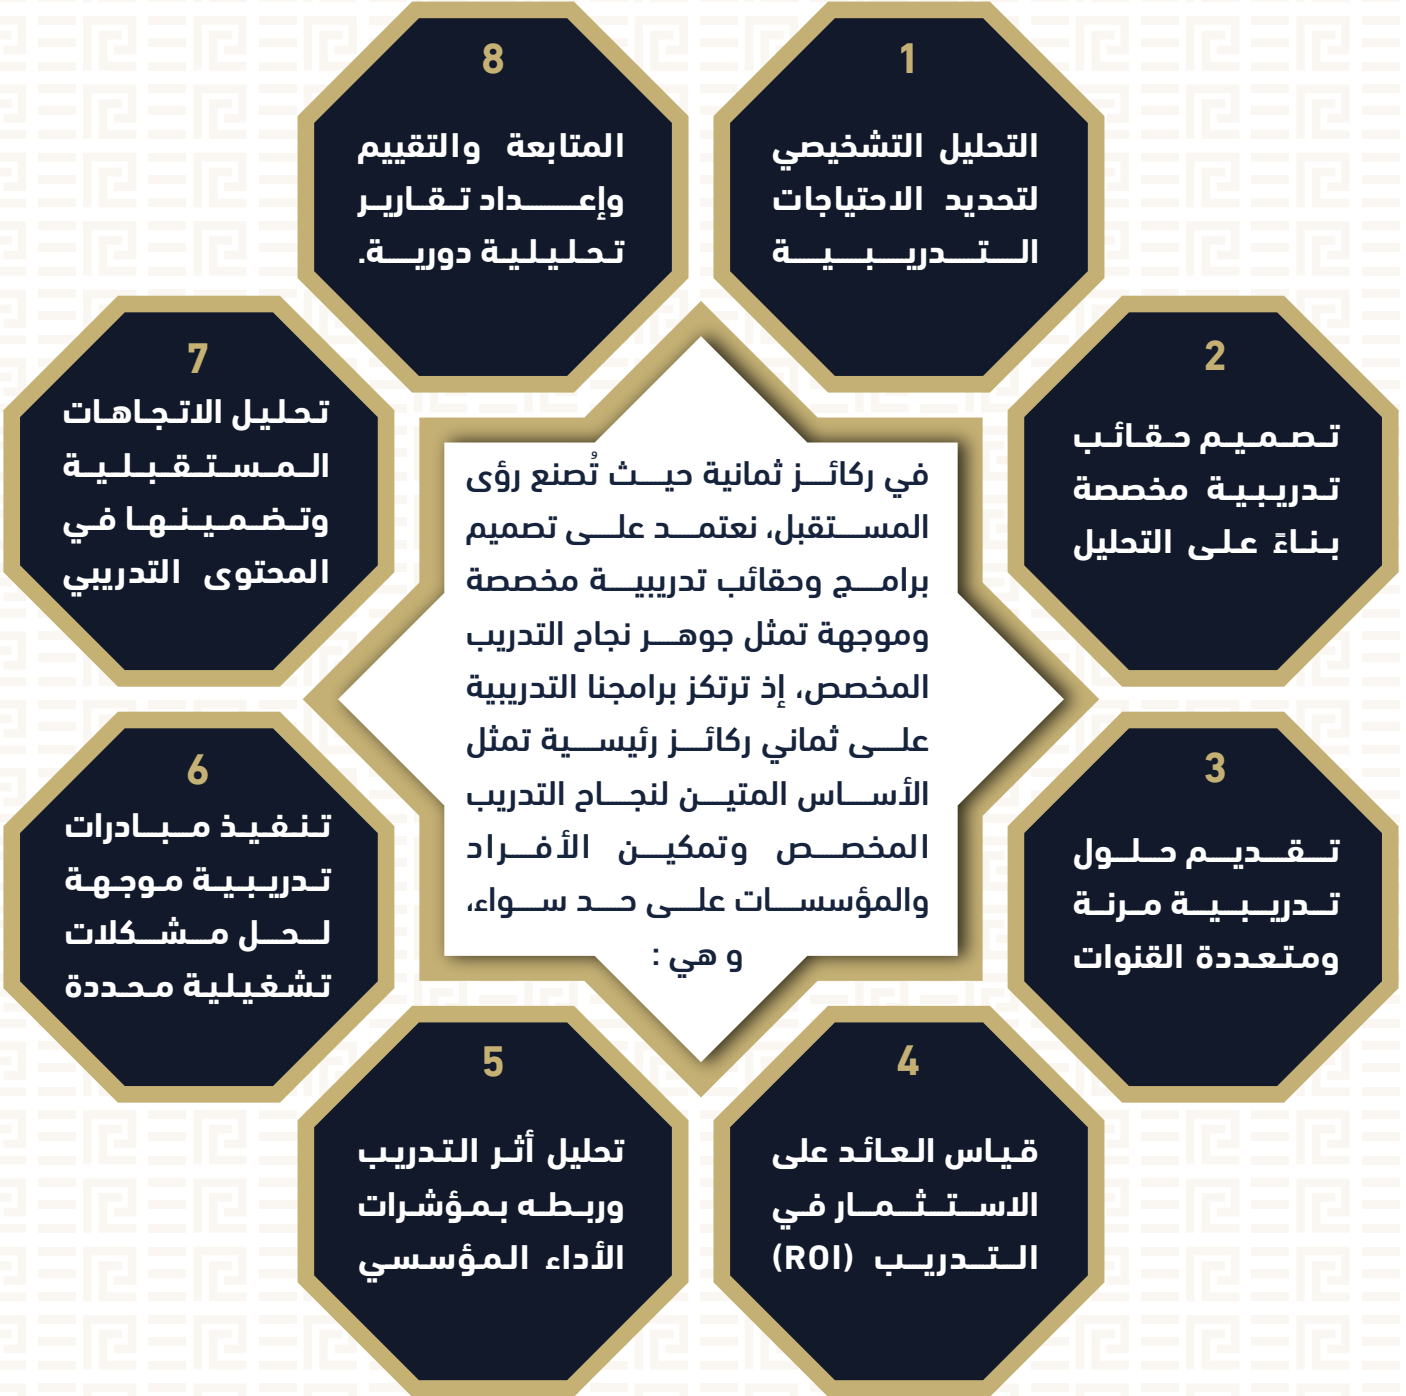 في ركائز ثمانية حيث تُصنع رؤى
المستقبل، نعتمد على تصميم
برامج وحقائب تدريبية مخصصة
وموجهة تمثل جوهر نجاح التدريب
المخصص، إذ ترتكز برامجنا التدريبية
على ثماني ركائز رئيسية تمثل
الأساس المتين لنجاح التدريب
المخصص وتمكين الأفراد
والمؤسسات على حد سواء،
و هي :
1
التحليل التشخيصي
لتحديد الاحتياجات
التدريبية
2
تصميم حقائب
تدريبية مخصصة
بناءً على التحليل
3
تقديم حلول
تدريبية مرنة
ومتعددة القنوات
4
قياس العائد على
الاستثمار في
التدريب (ROI)
5
تحليل أثر التدريب
وربطه بمؤشرات
الأداء المؤسسي
6
تنفيذ مبادرات
تدريبية موجهة
لحل مشكلات
تشغيلية محددة
7
تحليل الاتجاهات
المستقبلية
وتضمينها في
المحتوى التدريبي
8
المتابعة والتقييم
وإعداد تقارير
تحليلية دورية.